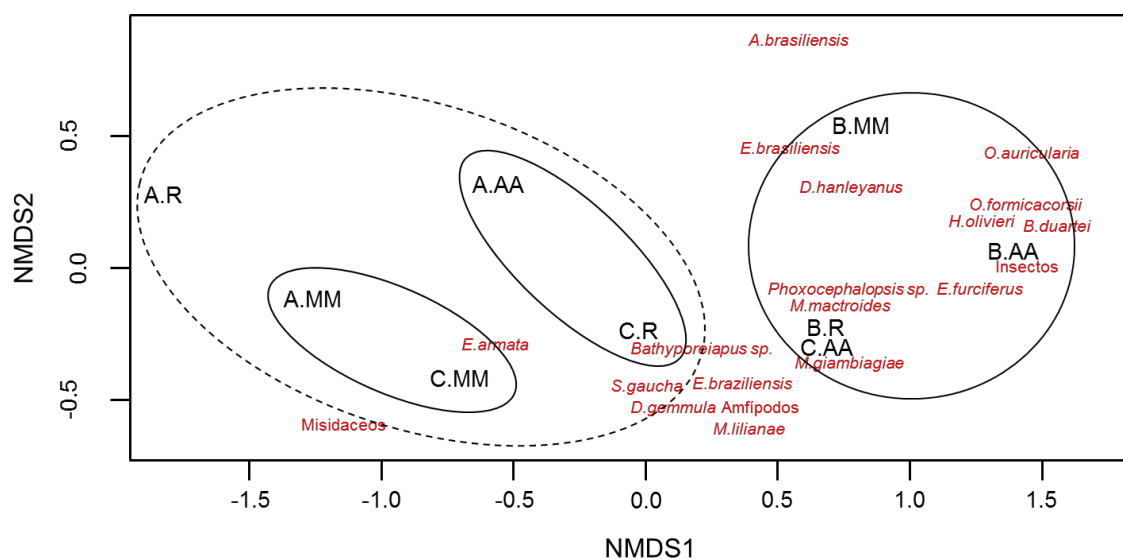 A.brasiliensis
B.MM
E.brasiliensis
O.auricularia
A.R
A.AA
D.hanleyanus
O.formicacorsii
H.olivieri
B.duartei
B.AA
Insectos
A.MM
Phoxocephalopsis sp.
E.furciferus
M.mactroides
C.R
B.R
E.armata
Bathyporeiapus sp.
C.AA
M.giambiagiae
C.MM
S.gaucha
E.braziliensis
D.gemmula
Amfípodos
Misidaceos
M.lilianae
NMDS2
0.5
0.0
-0.5
-1.5
-1.0
-0.5
0.0
0.5
1.0
1.5
NMDS1